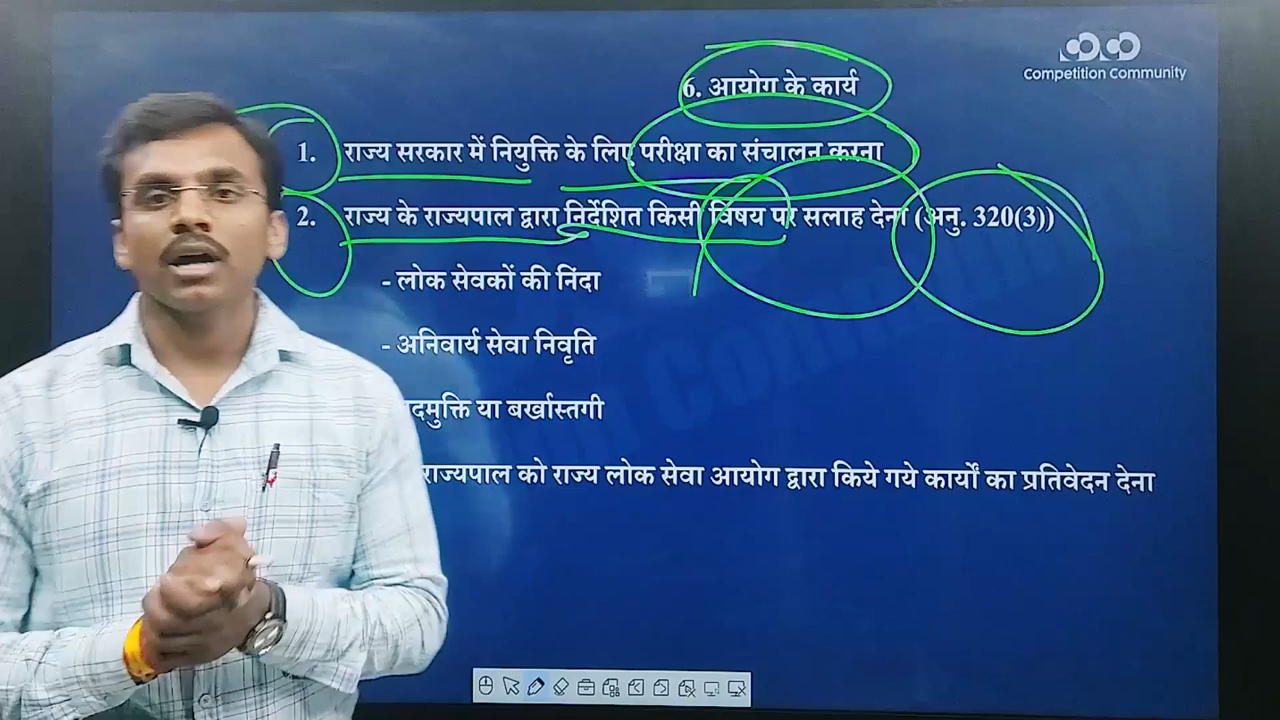 Competition Community
6. आयोग के कार्य
1. राज्य सरकार में नियुक्ति के लिए परीक्षा का संचालन करना
2. राज्य के राज्यपाल द्वारा निर्देशित किसी विषय पर सलाह देना (अनु. 320(3))
- लोक सेवकों की निंदा
- अनिवार्य सेवा निवृति
या बर्खास्तगी
राज्यपाल को राज्य लोक सेवा आयोग द्वारा किये गये कार्यों का प्रतिवेदन देना